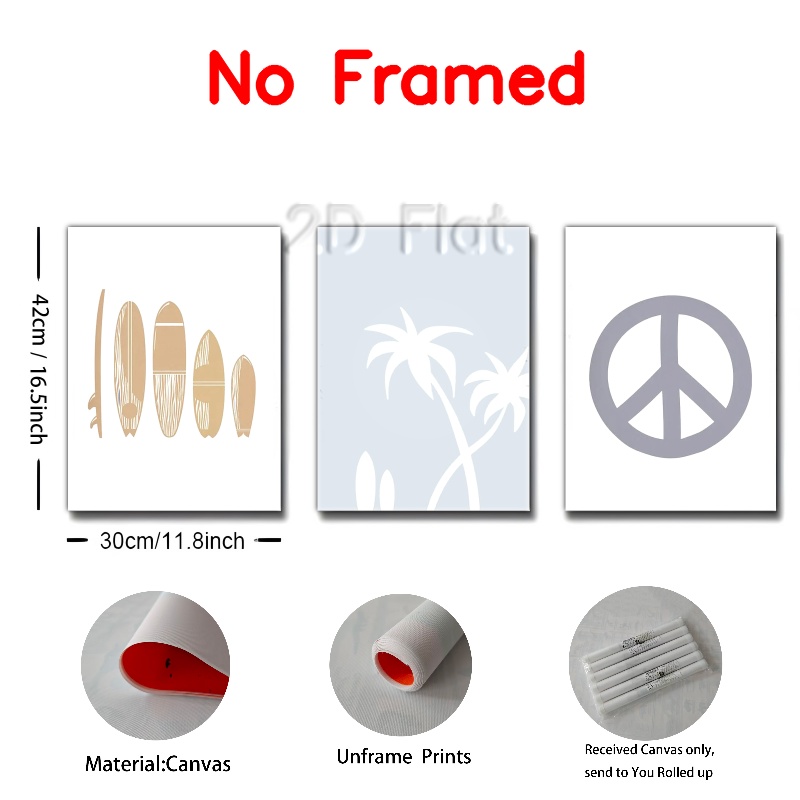 No Framed
2D Flat
42cm / 16.5inch
30cm/11.8inch
Material:Canvas
Unframe Prints
Received Canvas only,
send to You Rolled up